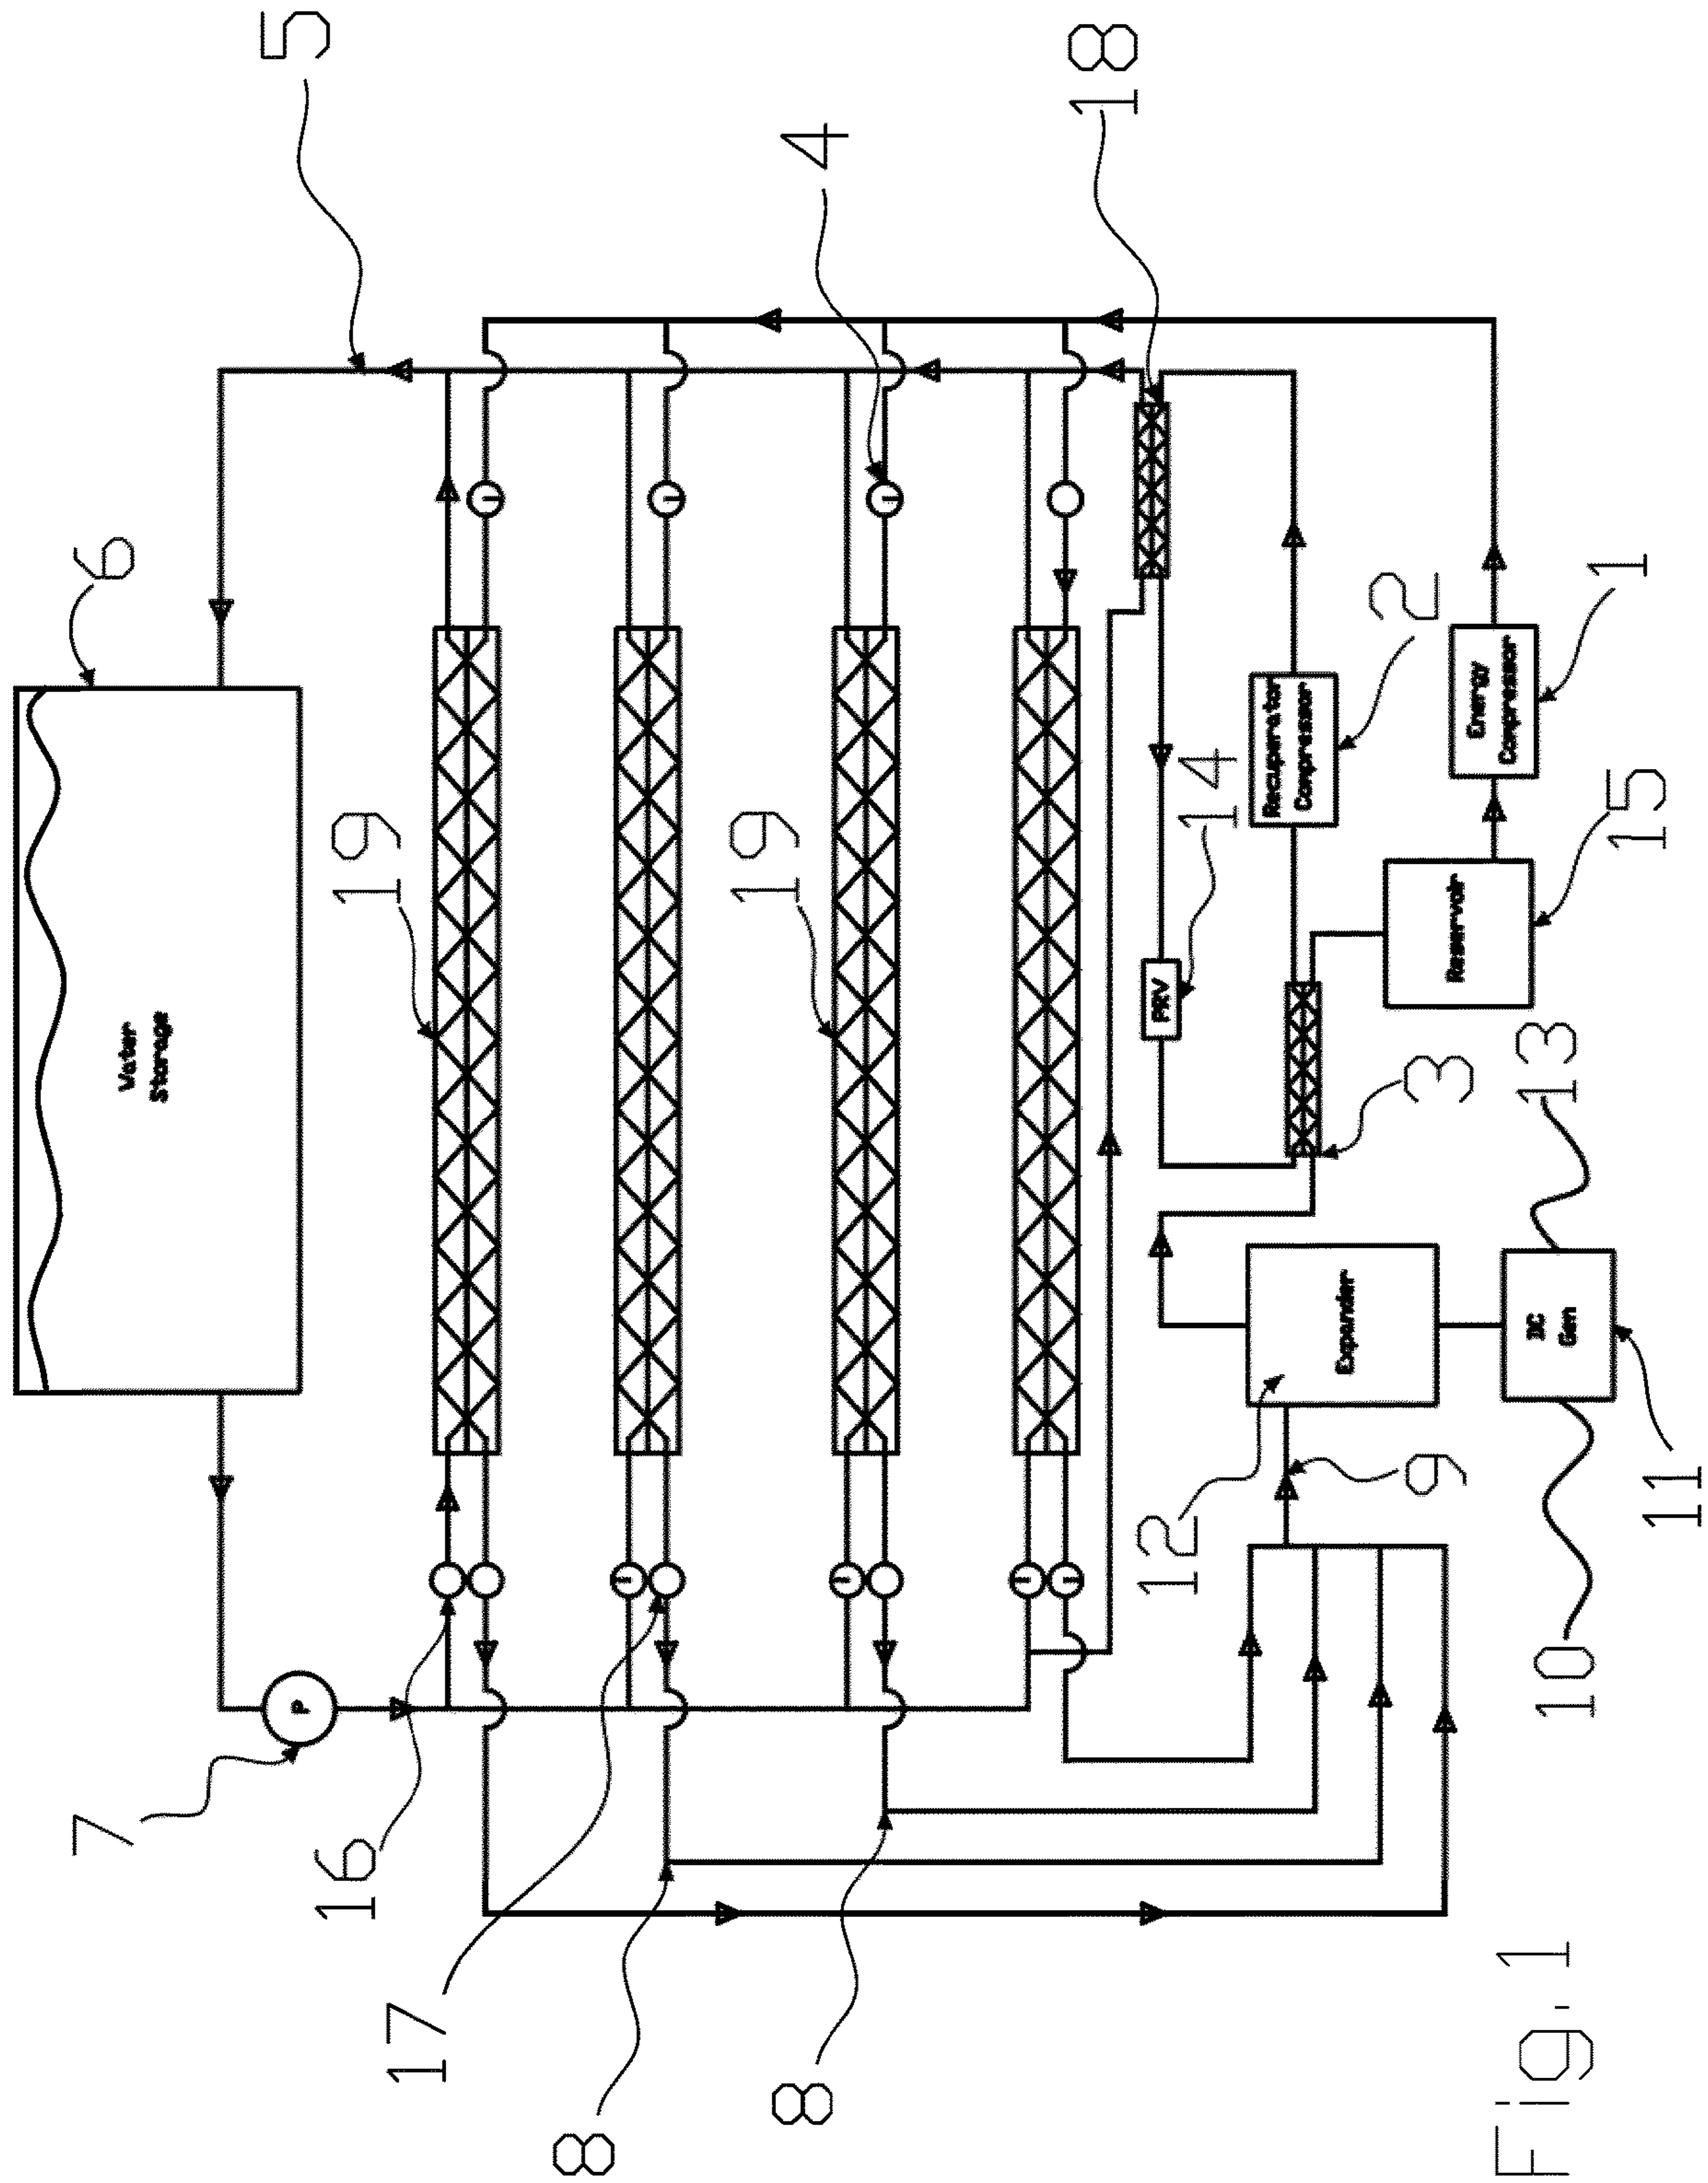 7
6
Water
Storage
5
P
16
19
17
8
19
8
4
18
PRV
12
14
Recuperator
Compressor
Expander
2
9
3
Reservoir
Energy
Compressor
DC
Gen
13
Fig. 1
10
1
15
11